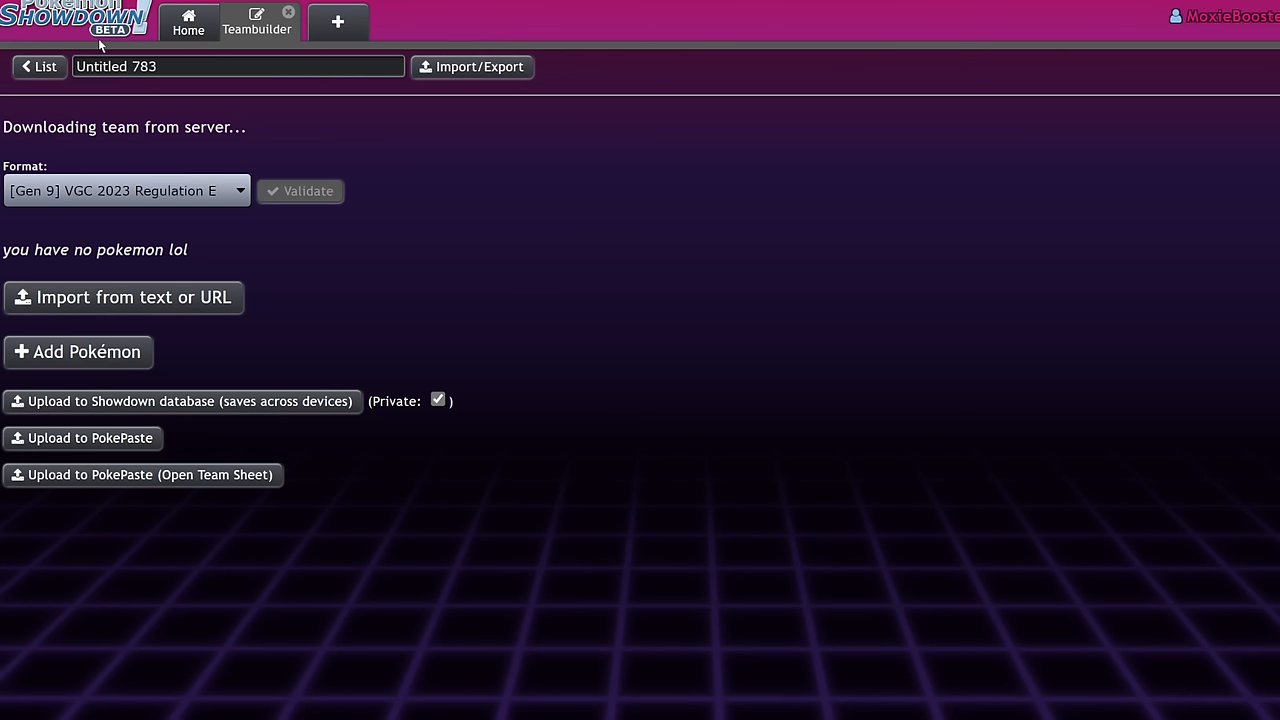 Pokémon
SHOWDOWN!
BETA
Home
Teambuilder
MoxieBooste
List
Untitled 783
Import/Export
Downloading team from server...
Format:
[Gen 9] VGC 2023 Regulation E
Validate
you have no pokemon lol
Import from text or URL
Add Pokémon
Upload to Showdown database (saves across devices) (Private: )
Upload to PokePaste
Upload to PokePaste (Open Team Sheet)